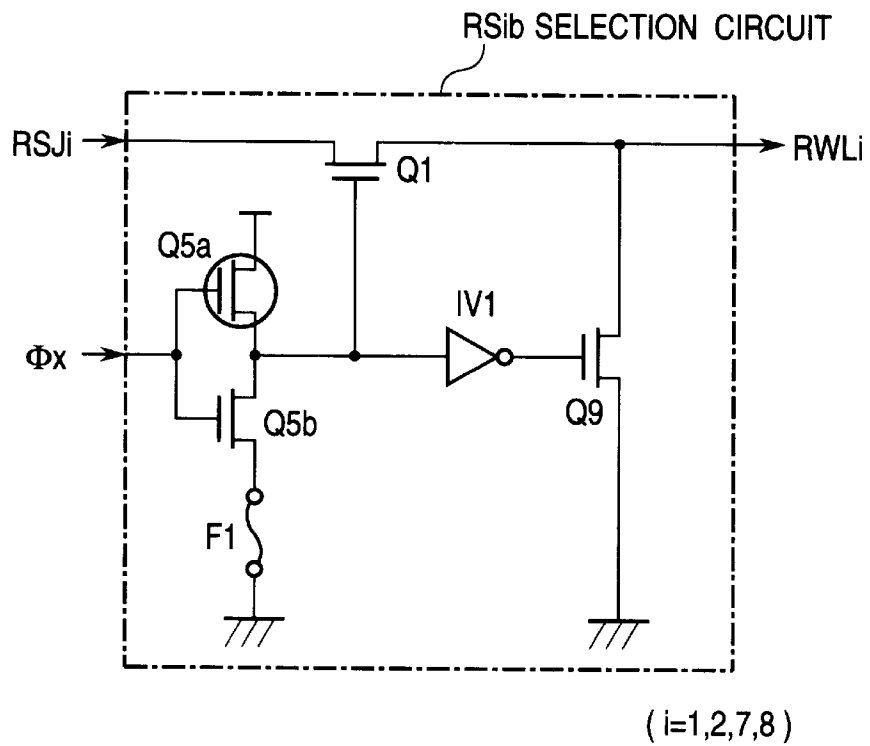 RSib SELECTION CIRCUIT
RSJi
Q1
RWLi
Q5a
IV1
Φx
Q5b
Q9
F1
( i=1,2,7,8 )